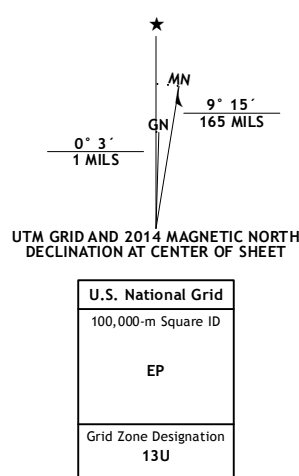 ★
MN
9° 15´
165 MILS
GN
0° 3´
1 MILS
UTM GRID AND 2014 MAGNETIC NORTH
DECLINATION AT CENTER OF SHEET
U.S. National Grid
100,000-m Square ID
EP
Grid Zone Designation
13U